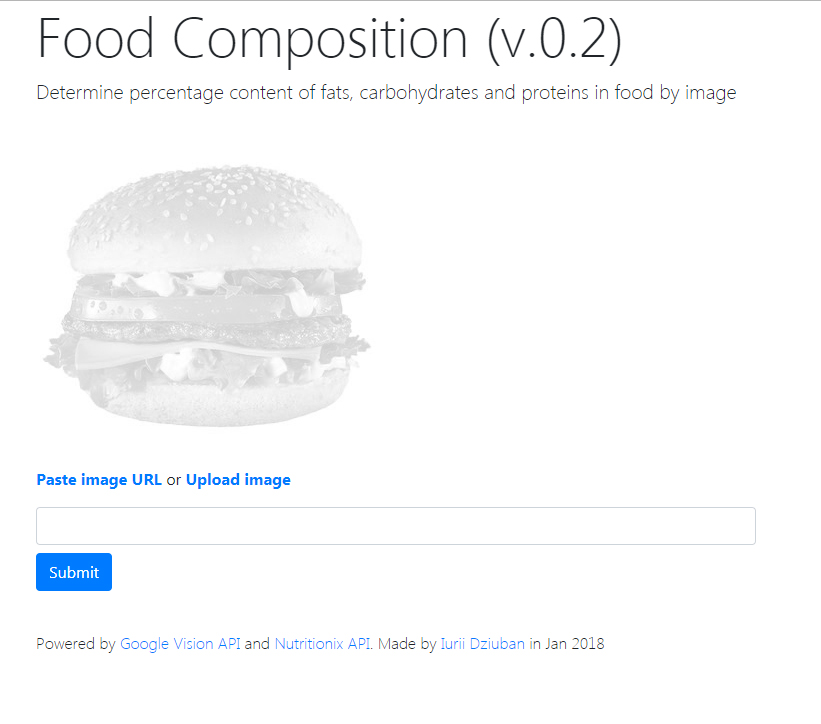 Food Composition (v.0.2)
Determine percentage content of fats, carbohydrates and proteins in food by image
Paste image URL or Upload image
Submit
Powered by Google Vision API and Nutritionix API. Made by Iurii Dziuban in Jan 2018